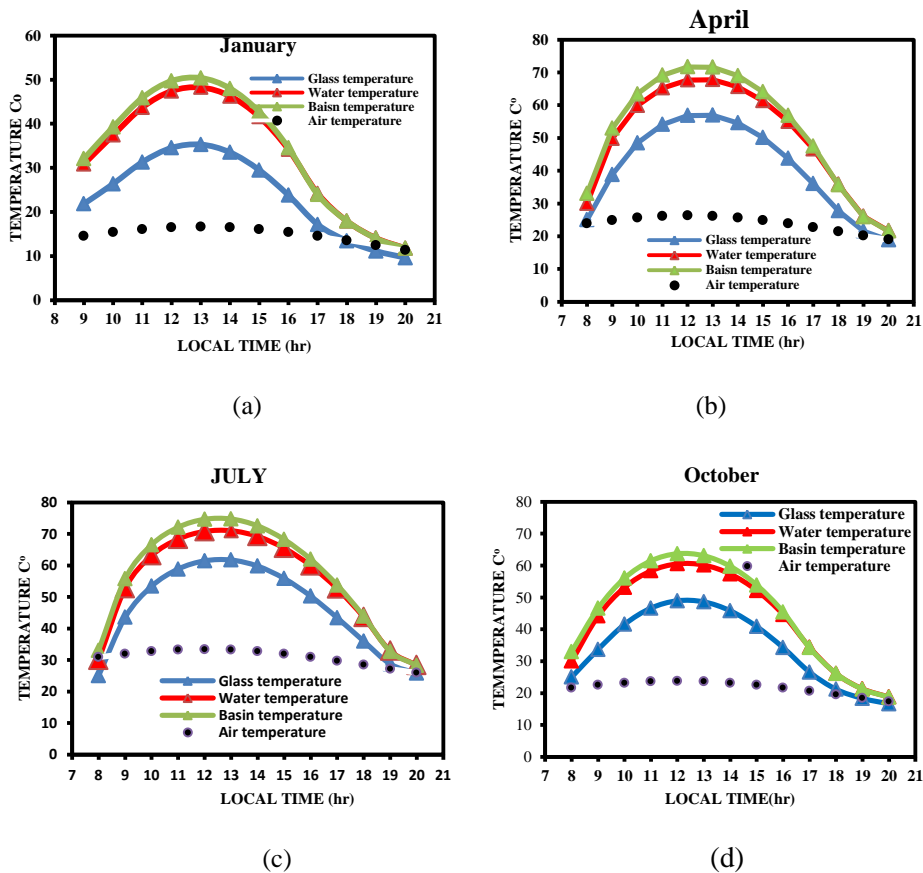 January
60
50
40
30
20
10
0
TEMPERATURE Co
Glass temperature
Water temperature
Baisn temperature
Air temperature
8 9 10 11 12 13 14 15 16 17 18 19 20 21
LOCAL TIME (hr)
(a)
April
80
70
60
50
40
30
20
10
0
TEMPERATURE C°
Glass temperature
Water temperature
Baisn temperature
Air temperature
7 8 9 10 11 12 13 14 15 16 17 18 19 20 21
LOCAL TIME (hr)
(b)
JULY
80
70
60
50
40
30
20
10
0
TEMPERATURE C°
Glass temperature
Water temperature
Basin temperature
Air temperature
7 8 9 10 11 12 13 14 15 16 17 18 19 20 21
LOCAL TIME (hr)
(c)
October
80
70
60
50
40
30
20
10
0
TEMMPERATURE C°
Glass temperature
Water temperature
Basin temperature
Air temperature
7 8 9 10 11 12 13 14 15 16 17 18 19 20 21
LOCAL TIME(hr)
(d)